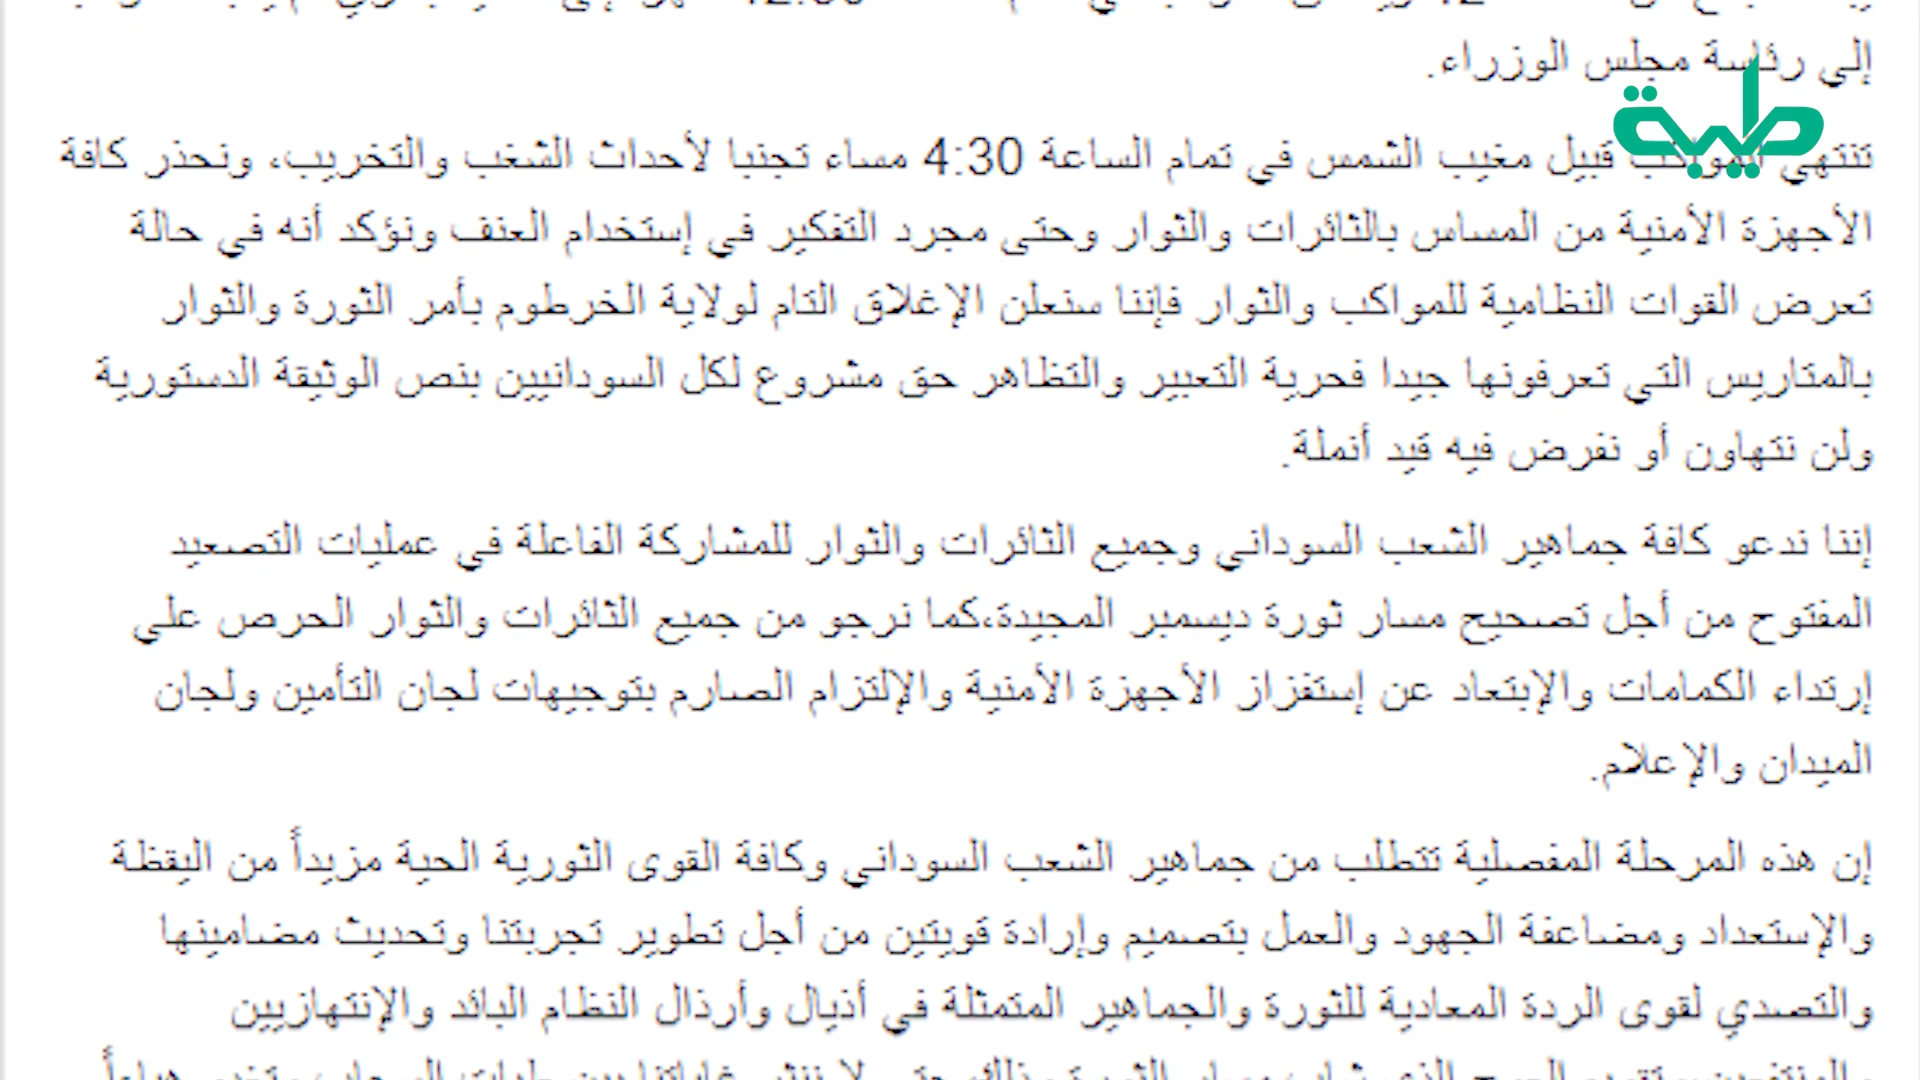 إلي رئاسة مجلس الوزراء.
طيبة
تنتهي المواكب قبيل مغيب الشمس في تمام الساعة 4:30 مساء تجنبا لأحداث الشغب والتخريب، ونحذر كافة
الأجهزة الأمنية من المساس بالثائرات والثوار وحتى مجرد التفكير في إستخدام العنف ونؤكد أنه في حالة
تعرض القوات النظامية للمواكب والثوار فإننا سنعلن الإغلاق التام لولاية الخرطوم بأمر الثورة والثوار
بالمتاريس التي تعرفونها جيدا فحرية التعبير والتظاهر حق مشروع لكل السودانيين بنص الوثيقة الدستورية
ولن نتهاون أو نفرض فيه قيد أنملة.
إننا ندعو كافة جماهير الشعب السوداني وجميع الثائرات والثوار للمشاركة الفاعلة في عمليات التصعيد
المفتوح من أجل تصحيح مسار ثورة ديسمبر المجيدة،كما نرجو من جميع الثائرات والثوار الحرص علي
إرتداء الكمامات والإبتعاد عن إستفزاز الأجهزة الأمنية والإلتزام الصارم بتوجيهات لجان التأمين ولجان
الميدان والإعلام.
إن هذه المرحلة المفصلية تتطلب من جماهير الشعب السوداني وكافة القوى الثورية الحية مزيداً من اليقظة
والإستعداد ومضاعفة الجهود والعمل بتصميم وإرادة قويتين من أجل تطوير تجربتنا وتحديث مضامينها
والتصدي لقوى الردة المعادية للثورة والجماهير المتمثلة في أذيال وأرذال النظام البائد والإنتهازيين